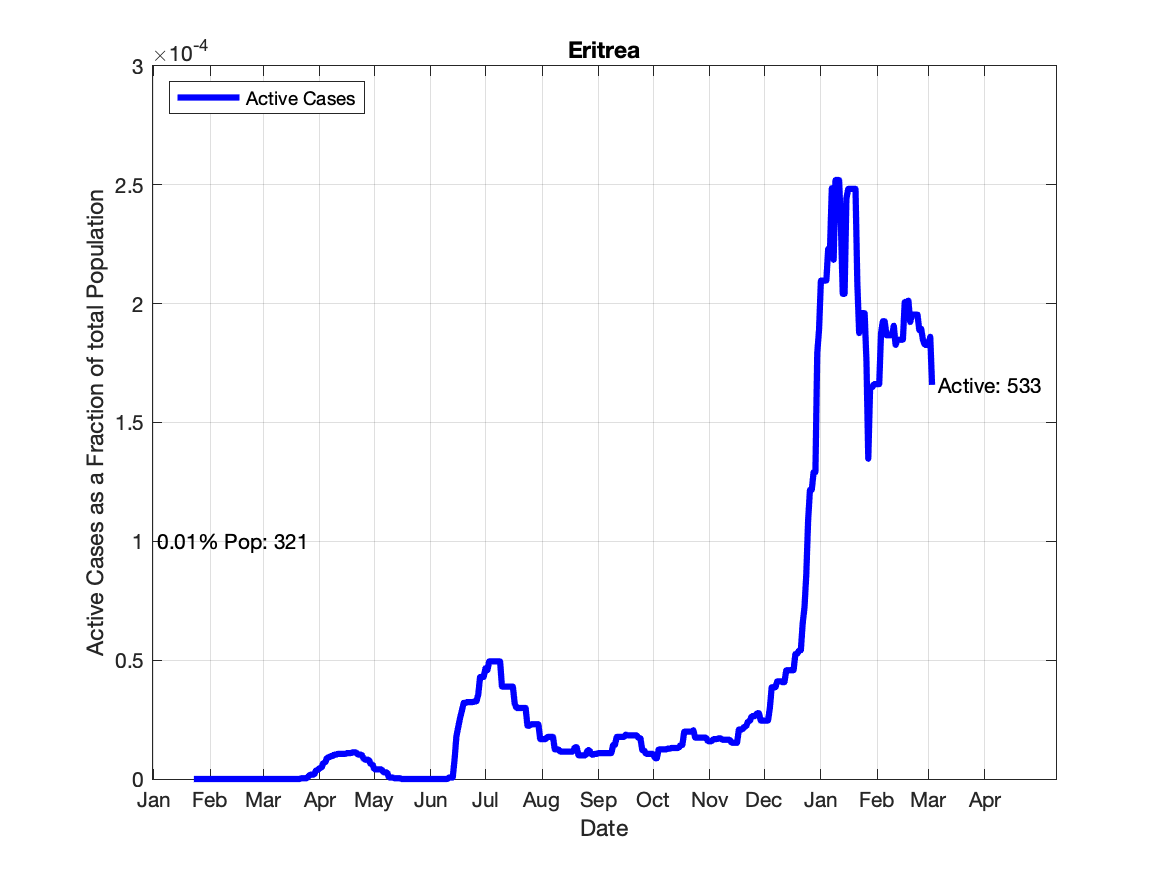 Eritrea
×10^-4
Active Cases
3
2.5
2
1.5
1
0.5
0
Active Cases as a Fraction of total Population
0.01% Pop: 321
Active: 533
Jan Feb Mar Apr May Jun Jul Aug Sep Oct Nov Dec Jan Feb Mar Apr
Date